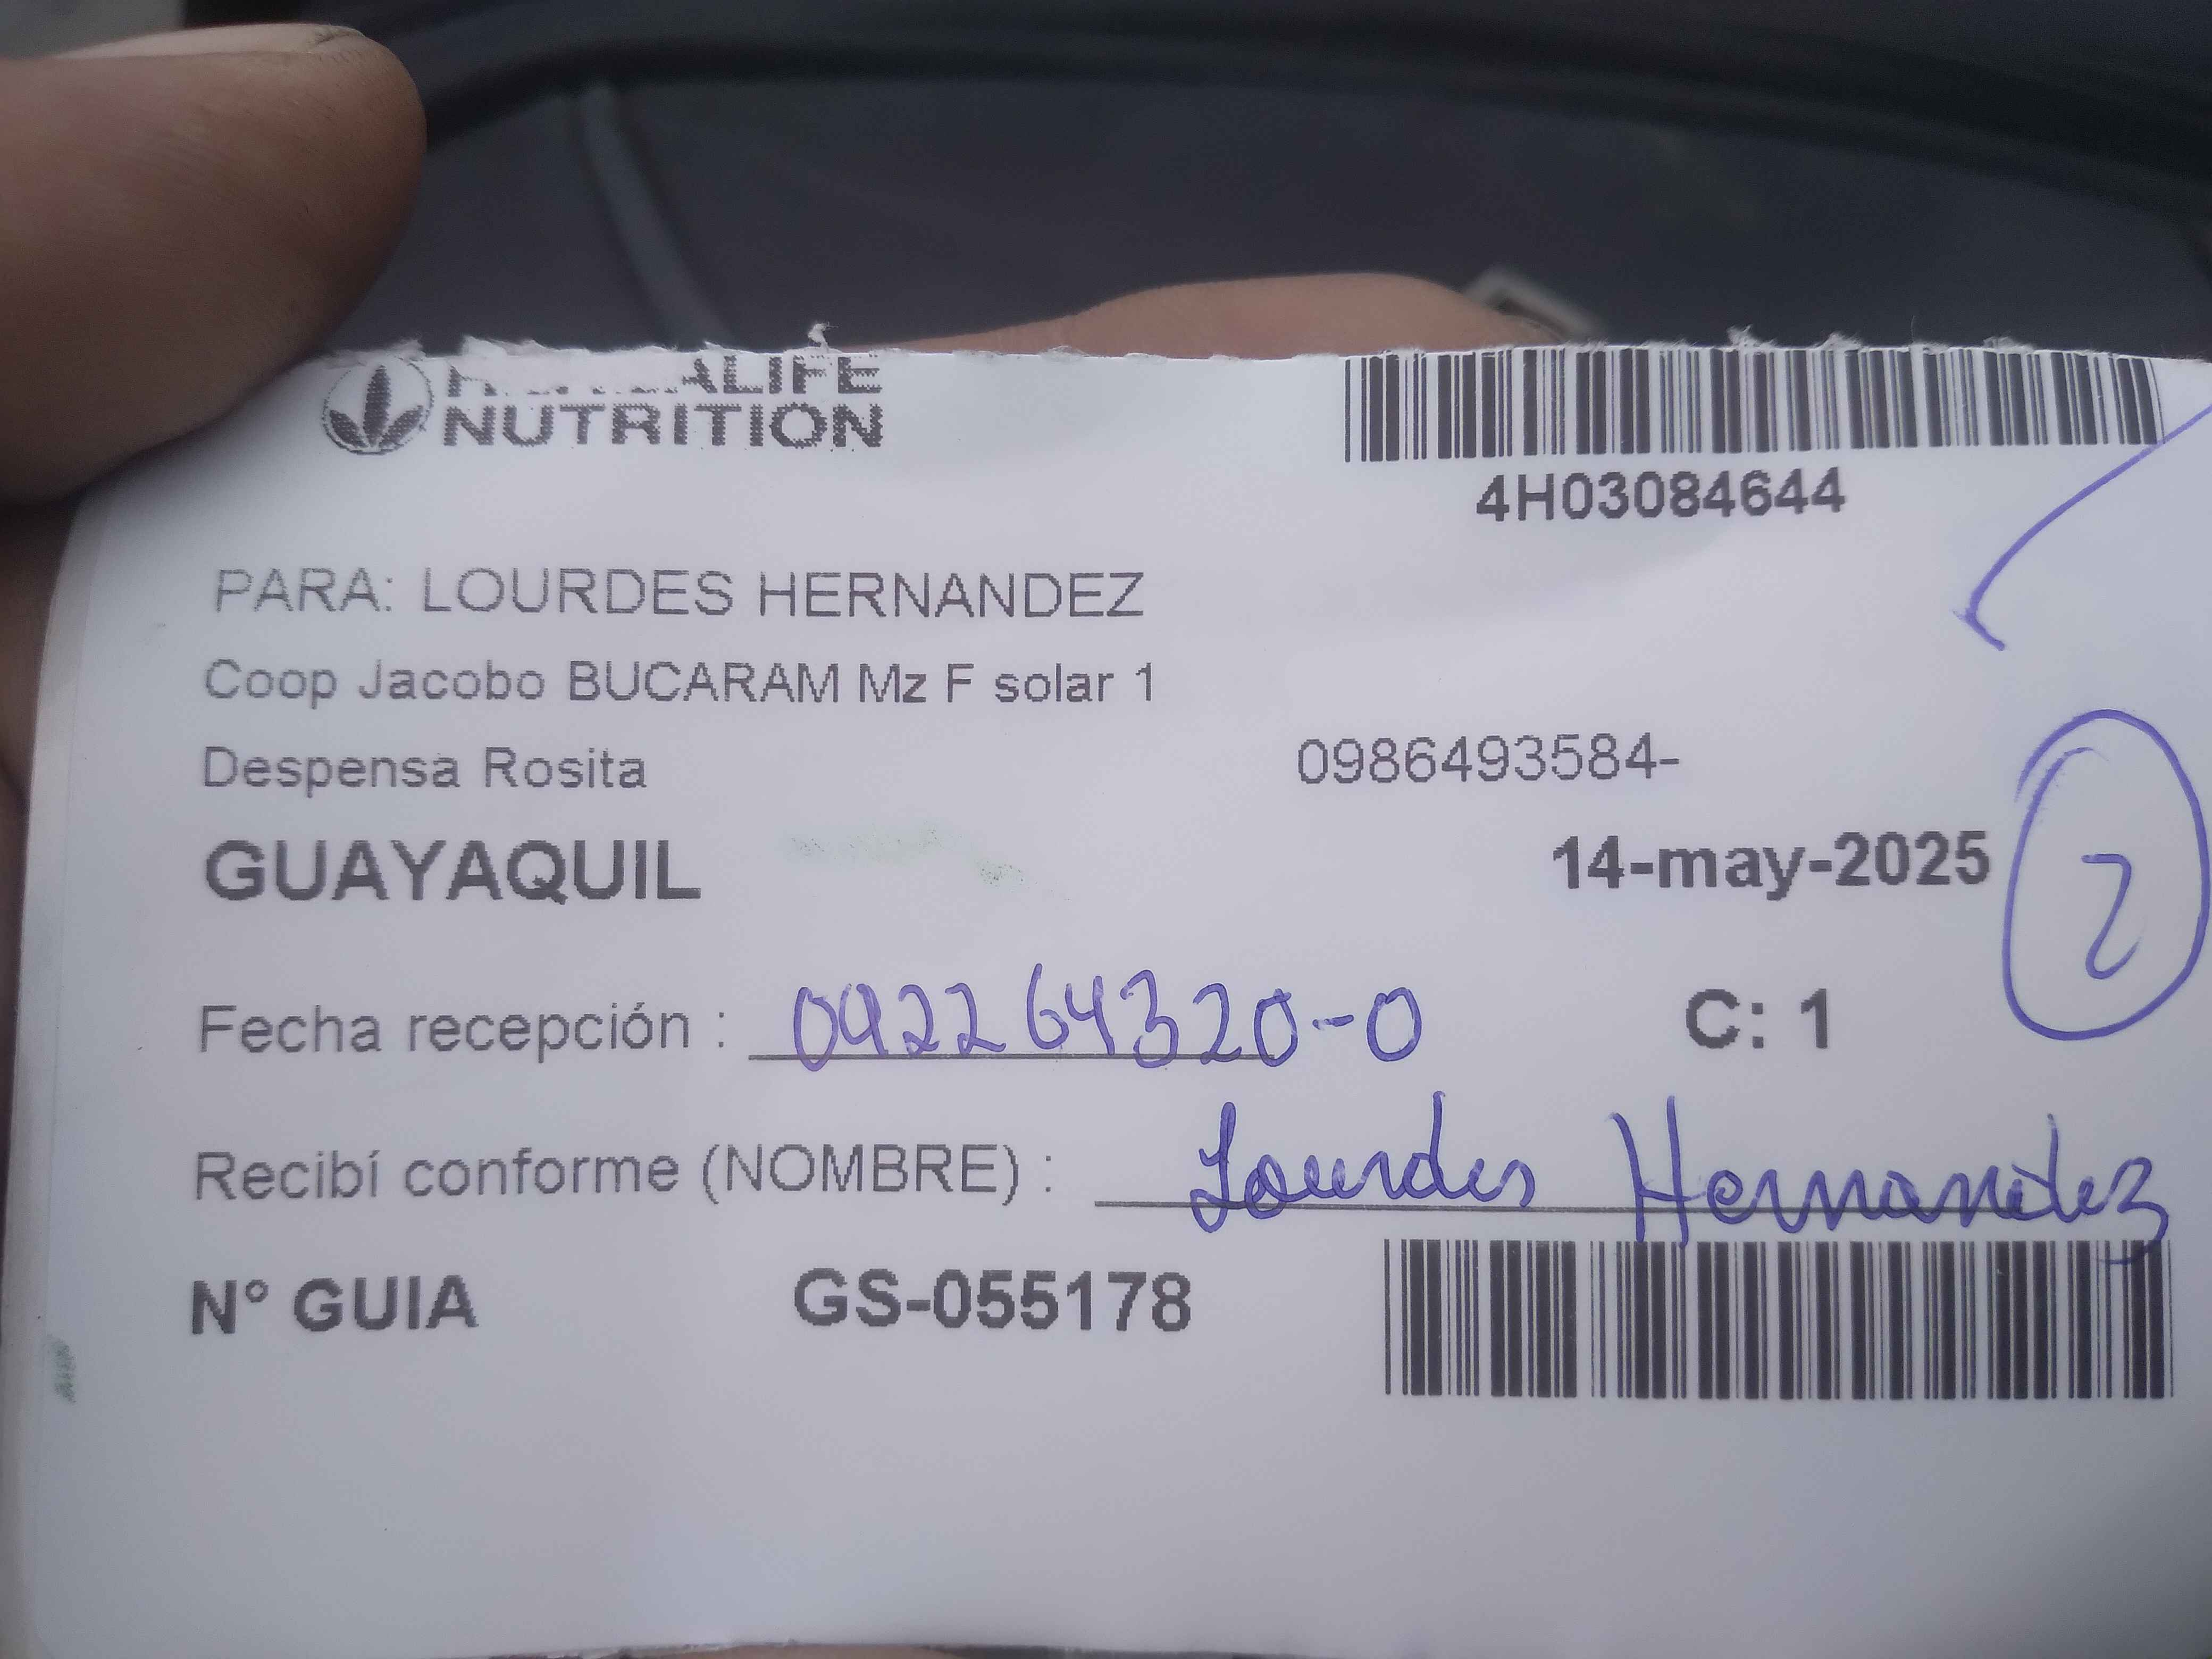 HERBALIFE
NUTRITION
4H03084644
PARA: LOURDES HERNANDEZ
Coop Jacobo BUCARAM Mz F solar 1
Despensa Rosita 0986493584-
GUAYAQUIL 14-may-2025
2
Fecha recepción : 092264320-0 C: 1
Recibí conforme (NOMBRE) : Lourdes Hernandez
N° GUIA GS-055178